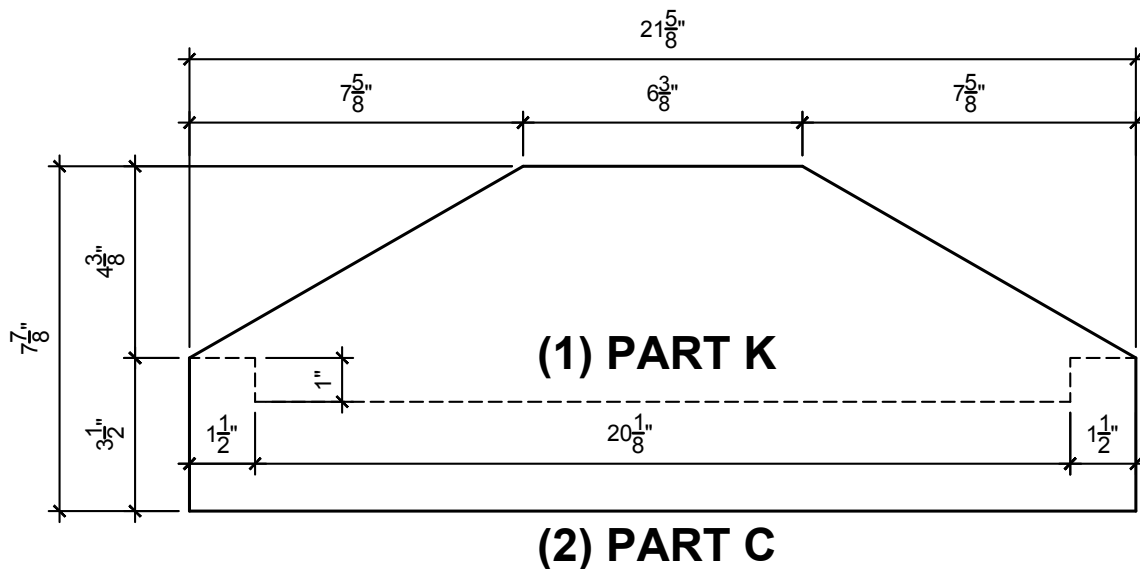 21 5/8"
7 5/8" 6 3/8" 7 5/8"
4 3/8"
7 7/8"
(1) PART K
1"
3 1/2"
1 1/2" 20 1/8" 1 1/2"
(2) PART C